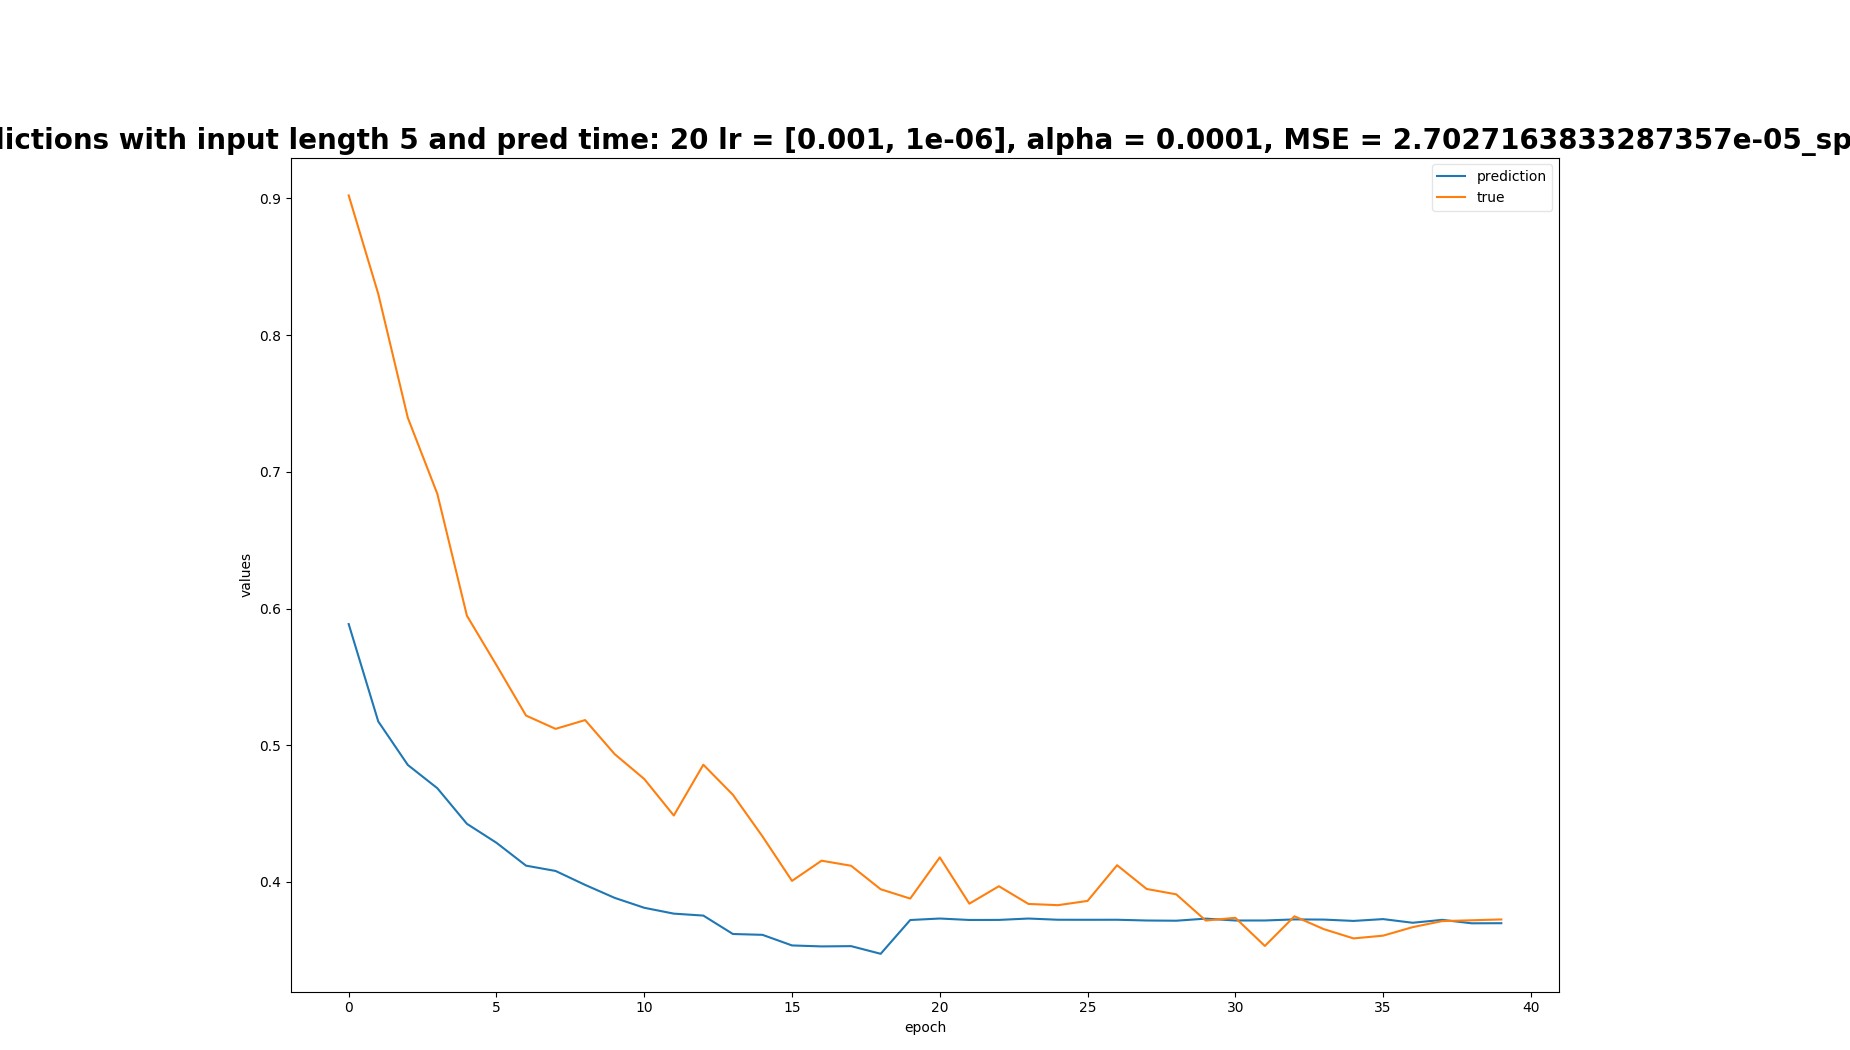 dictions with input length 5 and pred time: 20 lr = [0.001, 1e-06], alpha = 0.0001, MSE = 2.7027163833287357e-05_sp
prediction
true
0.9
0.8
0.7
0.6
0.5
0.4
values
0 5 10 15 20 25 30 35 40
epoch